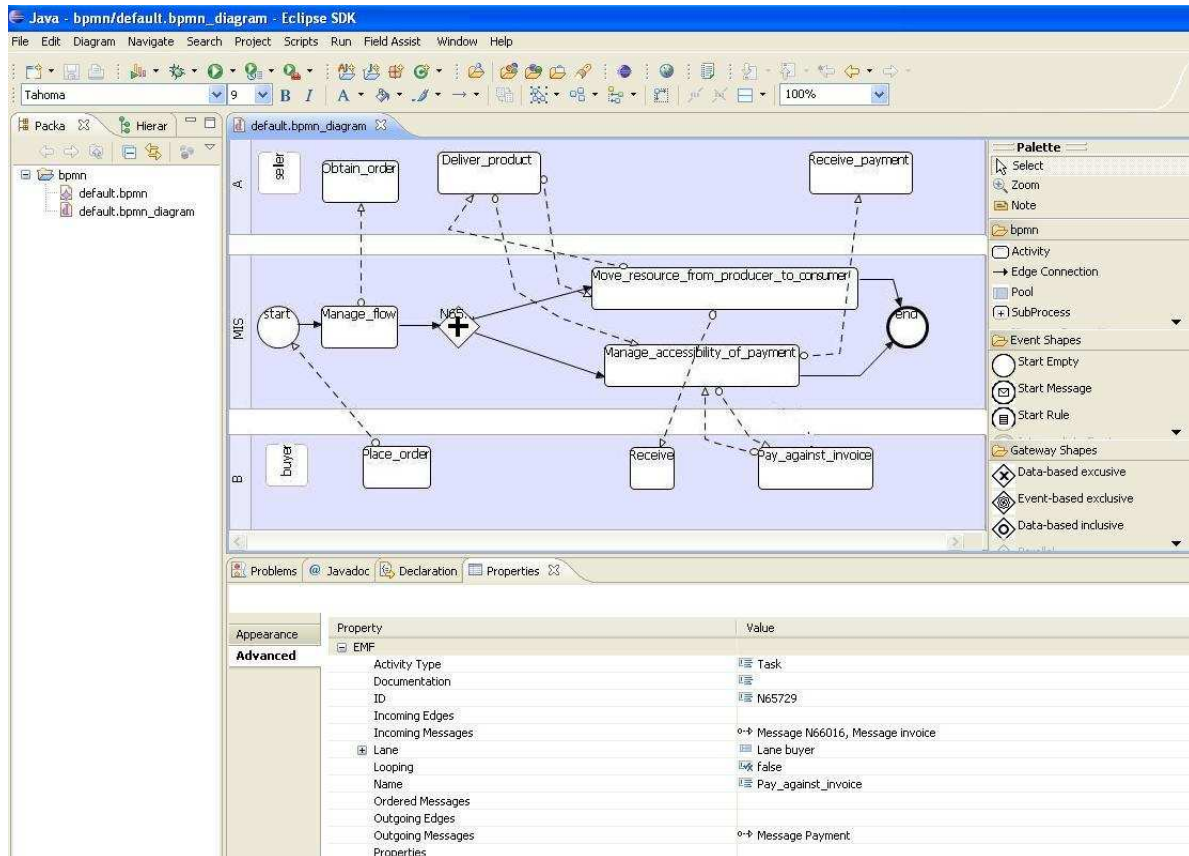 Java - bpmn/default.bpmn_diagram - Eclipse SDK
File Edit Diagram Navigate Search Project Scripts Run Field Assist Window Help
Tahoma 9 B I A 100%
Packa Hierar
default.bpmn_diagram
bpmn
default.bpmn
default.bpmn_diagram
A
seller
Obtain_order
Deliver_product
Receive_payment
MIS
start
Manage_flow
N65
Move_resource_from_producer_to_consumer
Manage_accessibility_of_payment
end
B
buyer
Place_order
Receive
Pay_against_invoice
Palette
Select
Zoom
Note
bpmn
Activity
Edge Connection
Pool
SubProcess
Event Shapes
Start Empty
Start Message
Start Rule
Gateway Shapes
Data-based excusive
Event-based exclusive
Data-based inclusive
Problems @ Javadoc Declaration Properties
Appearance
Advanced
Property Value
EMF
Activity Type Task
Documentation
ID N65729
Incoming Edges
Incoming Messages Message N66016, Message invoice
Lane Lane buyer
Looping false
Name Pay_against_invoice
Ordered Messages
Outgoing Edges
Outgoing Messages Message Payment
Properties